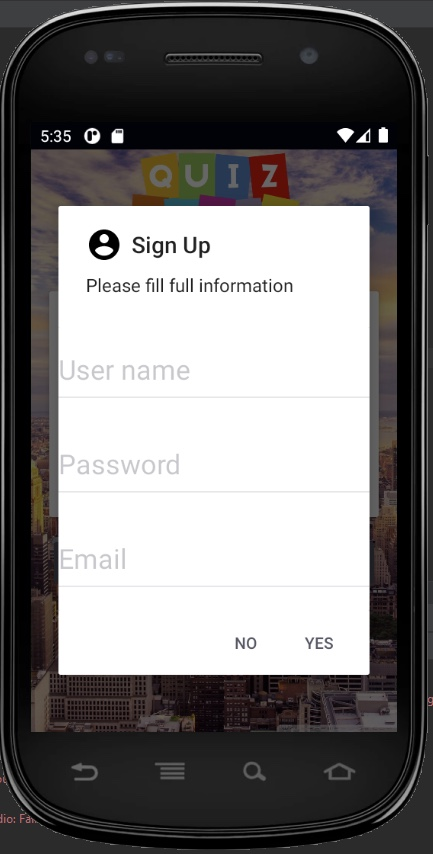 5:35
QUIZ
Sign Up
Please fill full information
User name
Password
Email
NO YES